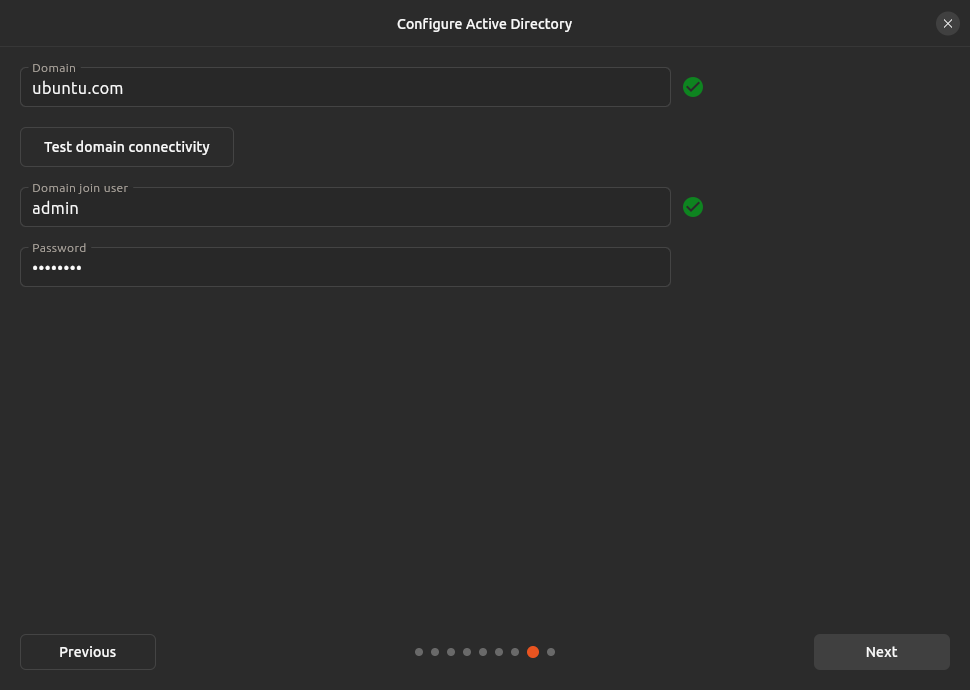 Configure Active Directory
Domain
ubuntu.com
Test domain connectivity
Domain join user
admin
Password
••••••••
Previous
Next